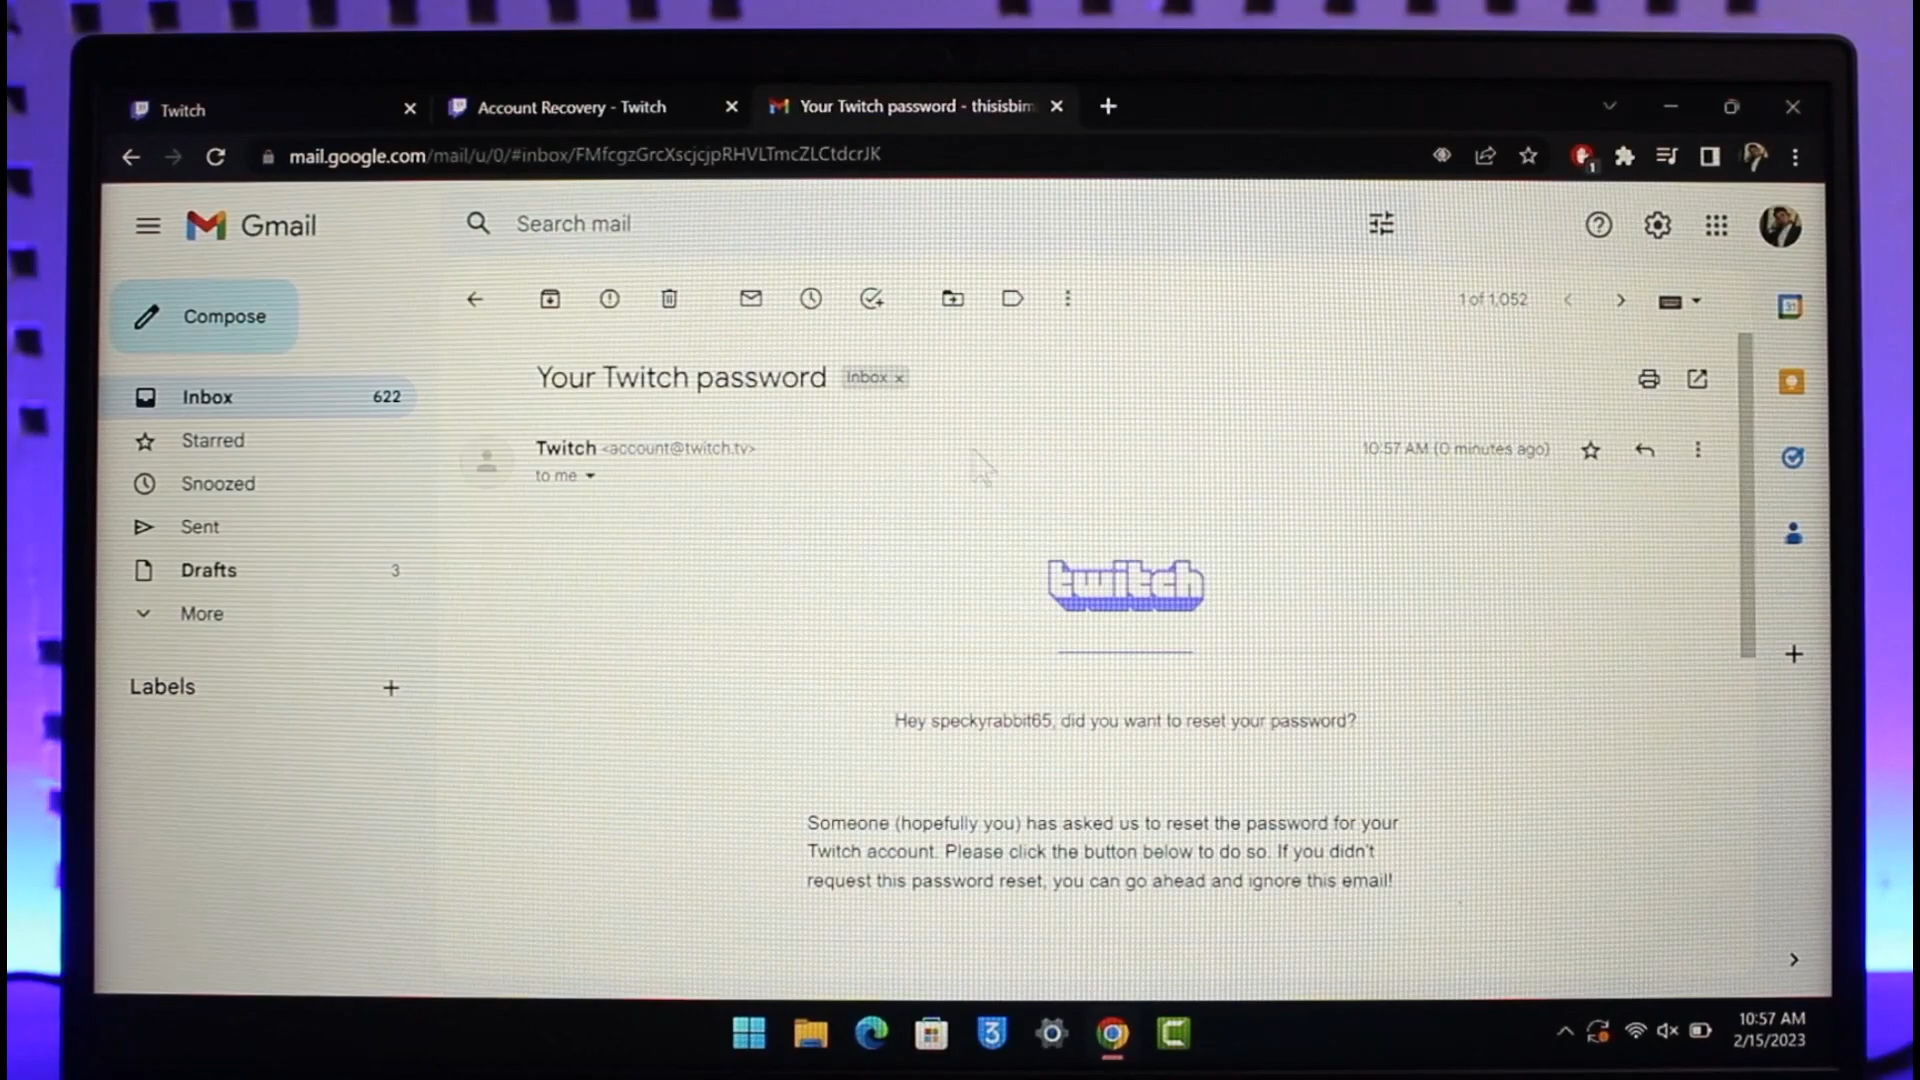 Twitch
Account Recovery - Twitch
Your Twitch password - thisisbim
mail.google.com/mail/u/0/#inbox/FMfcgzGrcXscjcjpRHVLTmcZLCtdcrJK
1
Gmail
Search mail
Compose
1 of 1,052
31
Your Twitch password
Inbox x
Inbox 622
Starred
Snoozed
Sent
Drafts 3
More
Labels
Twitch <account@twitch.tv>
10:57 AM (0 minutes ago)
to me
twitch
Hey speckyrabbit65, did you want to reset your password?
Someone (hopefully you) has asked us to reset the password for your
Twitch account. Please click the button below to do so. If you didn't
request this password reset, you can go ahead and ignore this email!
3
C
10:57 AM
2/15/2023